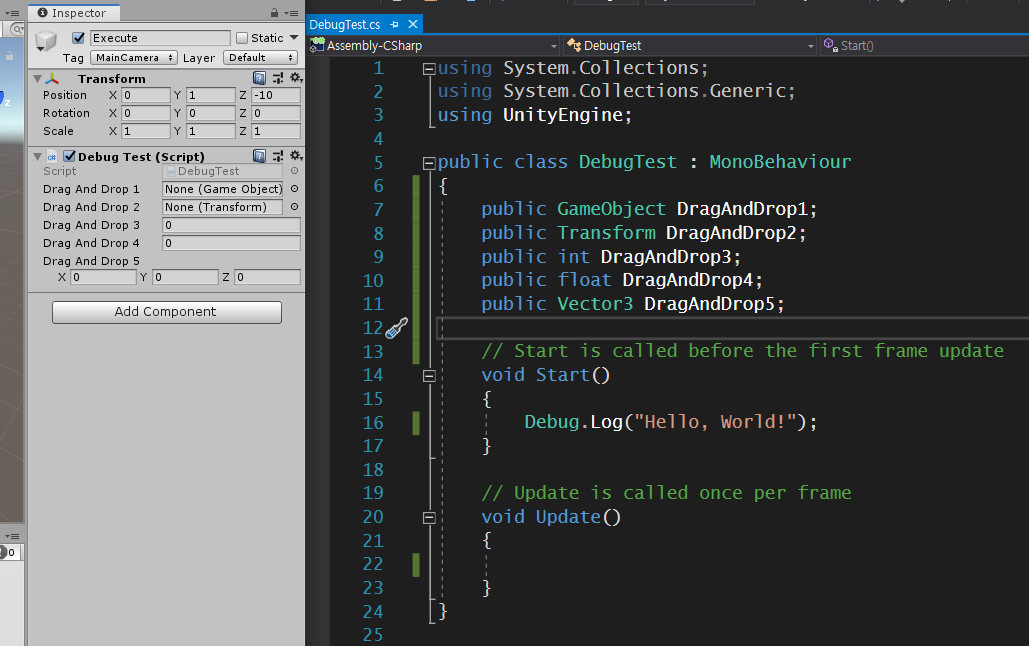 Inspector
Execute
Static
Tag MainCamera Layer Default
Transform
Position X 0 Y 1 Z -10
Rotation X 0 Y 0 Z 0
Scale X 1 Y 1 Z 1
Debug Test (Script)
Script DebugTest
Drag And Drop 1 None (Game Object)
Drag And Drop 2 None (Transform)
Drag And Drop 3 0
Drag And Drop 4 0
Drag And Drop 5
X 0 Y 0 Z 0
Add Component
z
0
DebugTest.cs
Assembly-CSharp DebugTest Start()
1 using System.Collections;
2 using System.Collections.Generic;
3 using UnityEngine;
4
5 public class DebugTest : MonoBehaviour
6 {
7 public GameObject DragAndDrop1;
8 public Transform DragAndDrop2;
9 public int DragAndDrop3;
10 public float DragAndDrop4;
11 public Vector3 DragAndDrop5;
12
13 // Start is called before the first frame update
14 void Start()
15 {
16 Debug.Log("Hello, World!");
17 }
18
19 // Update is called once per frame
20 void Update()
21 {
22
23 }
24 }
25